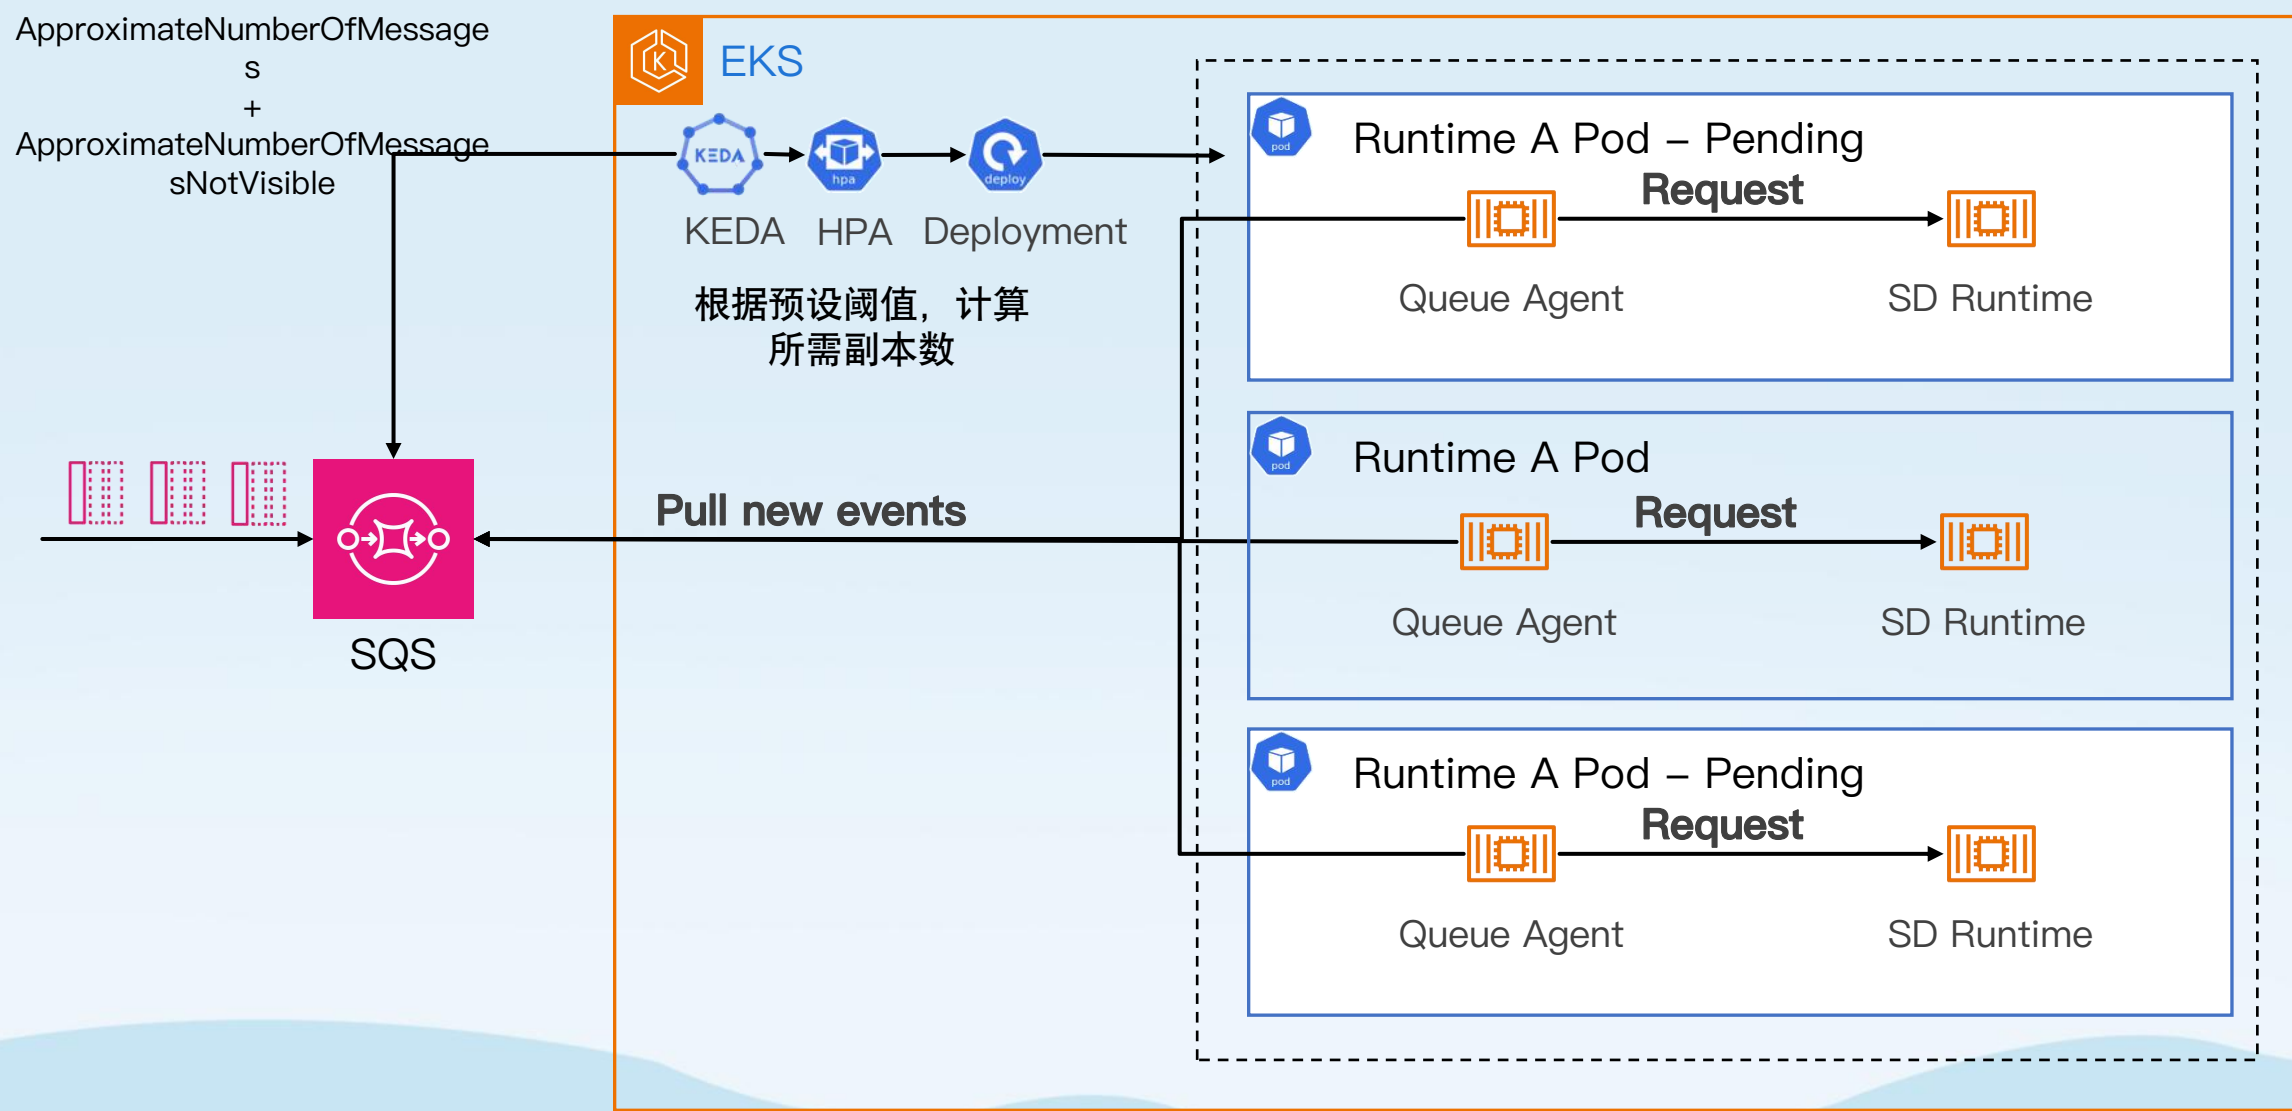 ApproximateNumberOfMessage
s
+
ApproximateNumberOfMessage
sNotVisible
EKS
KEDA
hpa
deploy
KEDA
HPA
Deployment
根据预设阈值，计算
所需副本数
SQS
Pull new events
pod
Runtime A Pod – Pending
Request
Queue Agent
SD Runtime
pod
Runtime A Pod
Request
Queue Agent
SD Runtime
pod
Runtime A Pod – Pending
Request
Queue Agent
SD Runtime